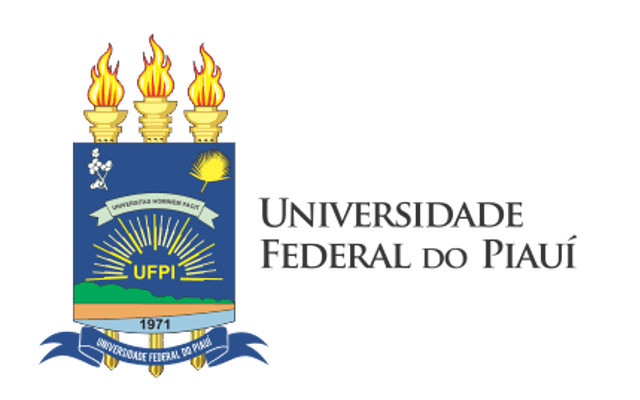 UNIVERSITAS HOMINEM FACIT
UFPI
1971
UNIVERSIDADE FEDERAL DO PIAUÍ
UNIVERSIDADE
FEDERAL DO PIAUÍ